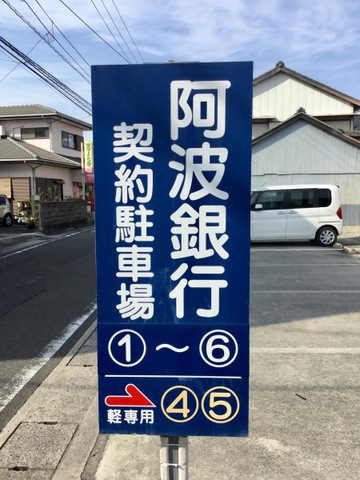 阿波銀行
契約駐車場
①～⑥
軽専用 ④⑤